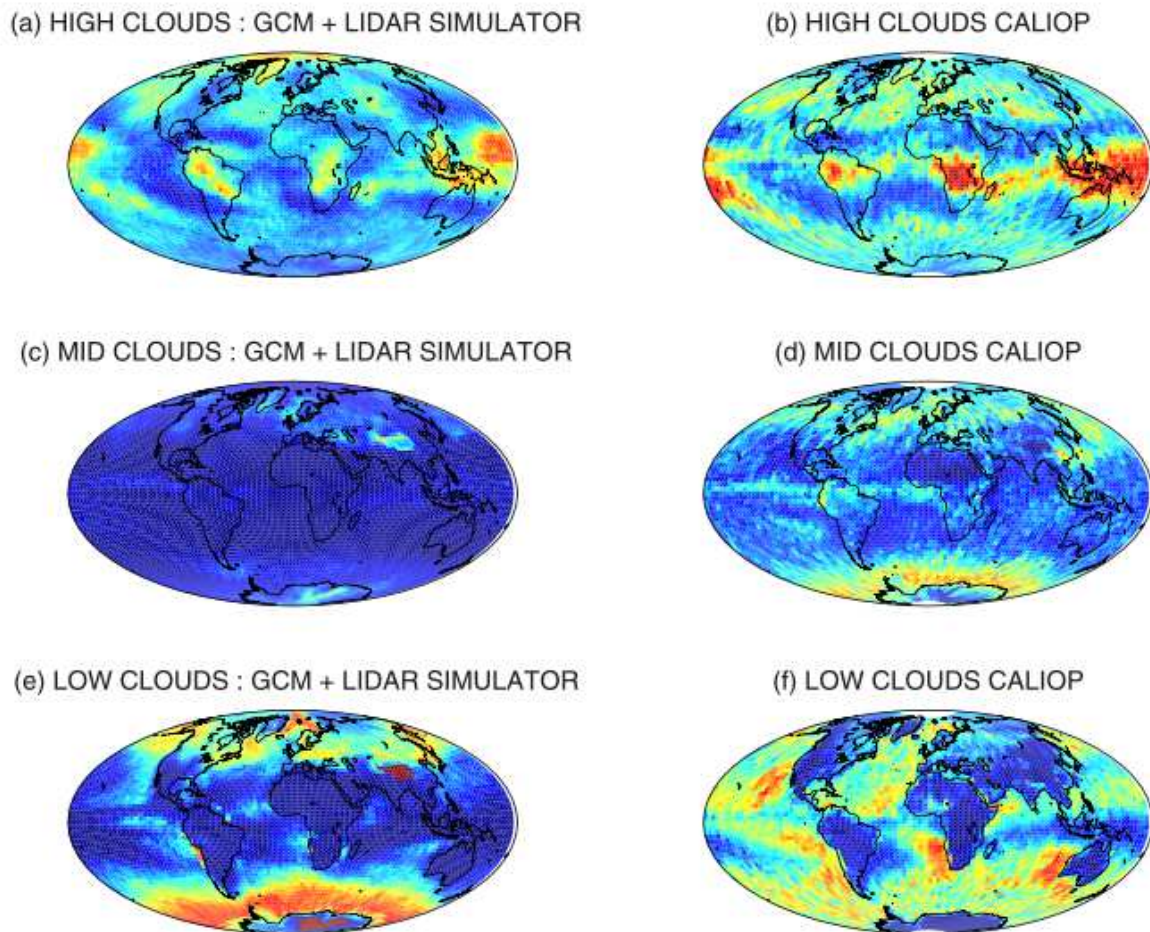 (a) HIGH CLOUDS : GCM + LIDAR SIMULATOR
(b) HIGH CLOUDS CALIOP
(c) MID CLOUDS : GCM + LIDAR SIMULATOR
(d) MID CLOUDS CALIOP
(e) LOW CLOUDS : GCM + LIDAR SIMULATOR
(f) LOW CLOUDS CALIOP